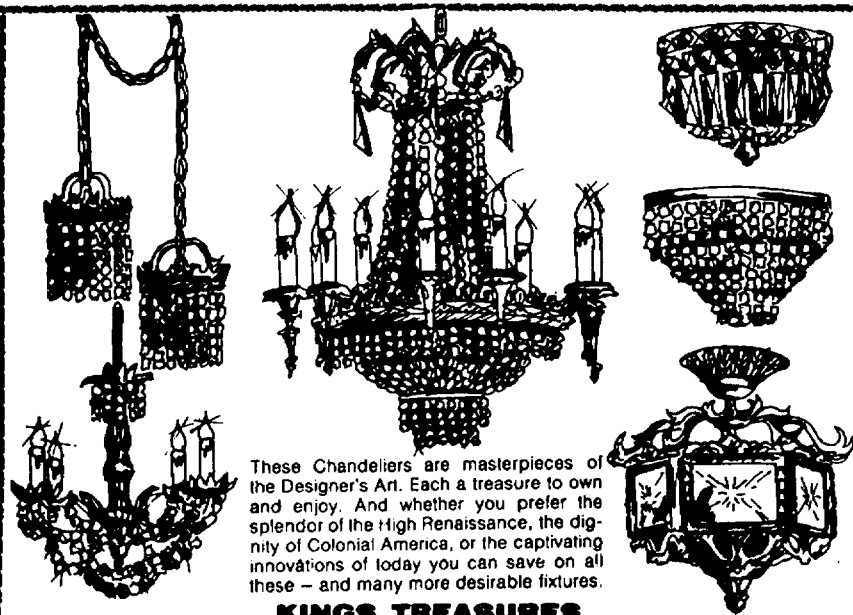 These Chandeliers are masterpieces of
the Designer's Art. Each a treasure to own
and enjoy. And whether you prefer the
splendor of the High Renaissance, the dig-
nity of Colonial America, or the captivating
innovations of today you can save on all
these – and many more desirable fixtures.
KINGS TREASURES